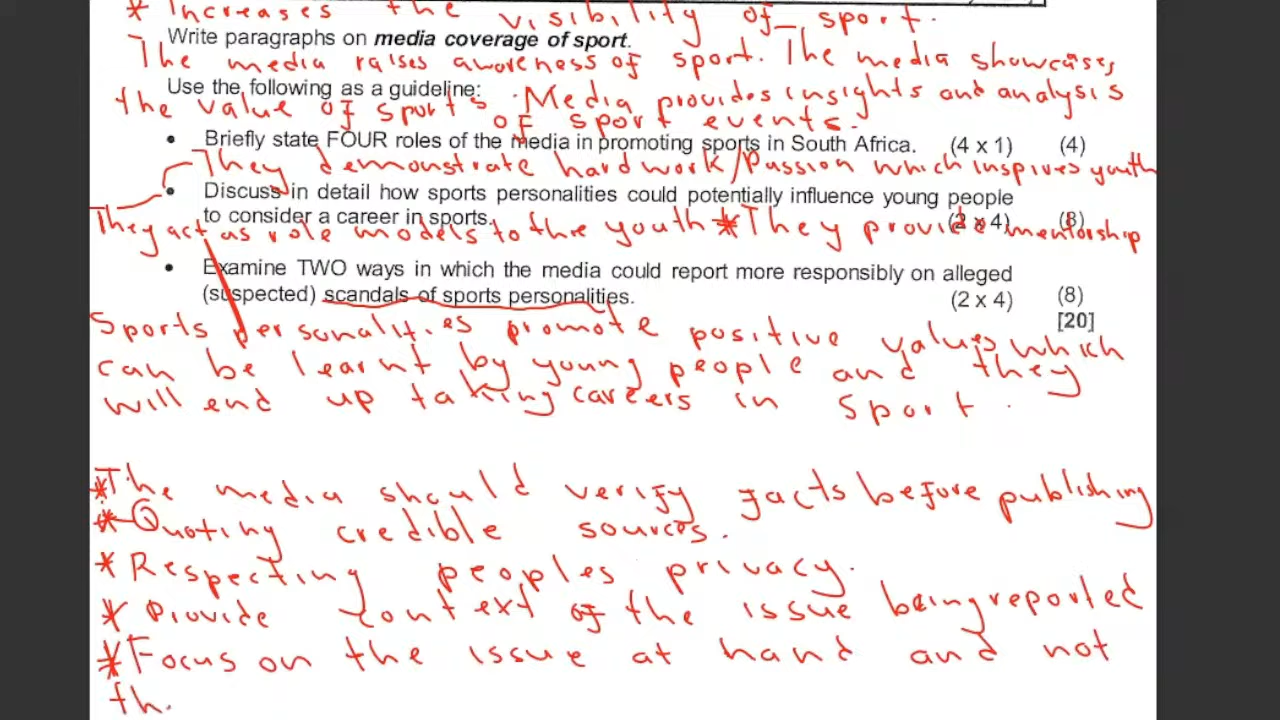 * Increases the visibility of sport.
Write paragraphs on media coverage of sport.
The media raises awareness of sport. The media showcases
Use the following as a guideline:
the value of sports. Media provides insights and analysis
of sport events.
• Briefly state FOUR roles of the media in promoting sports in South Africa. (4 x 1) (4)
They demonstrate hardwork/Passion which inspires youth
• Discuss in detail how sports personalities could potentially influence young people
to consider a career in sports. (2 x 4) (8)
They act as role models to the youth * They provide mentorship
• Examine TWO ways in which the media could report more responsibly on alleged
(suspected) scandals of sports personalities. (2 x 4) (8)
[20]
Sports personalities promote positive values which
can be learnt by young people and they
will end up taking careers in sport.
* The media should verify facts before publishing
* Quoting credible sources.
* Respecting peoples privacy.
* Provide context of the issue being reported
* Focus on the issue at hand and not
th.